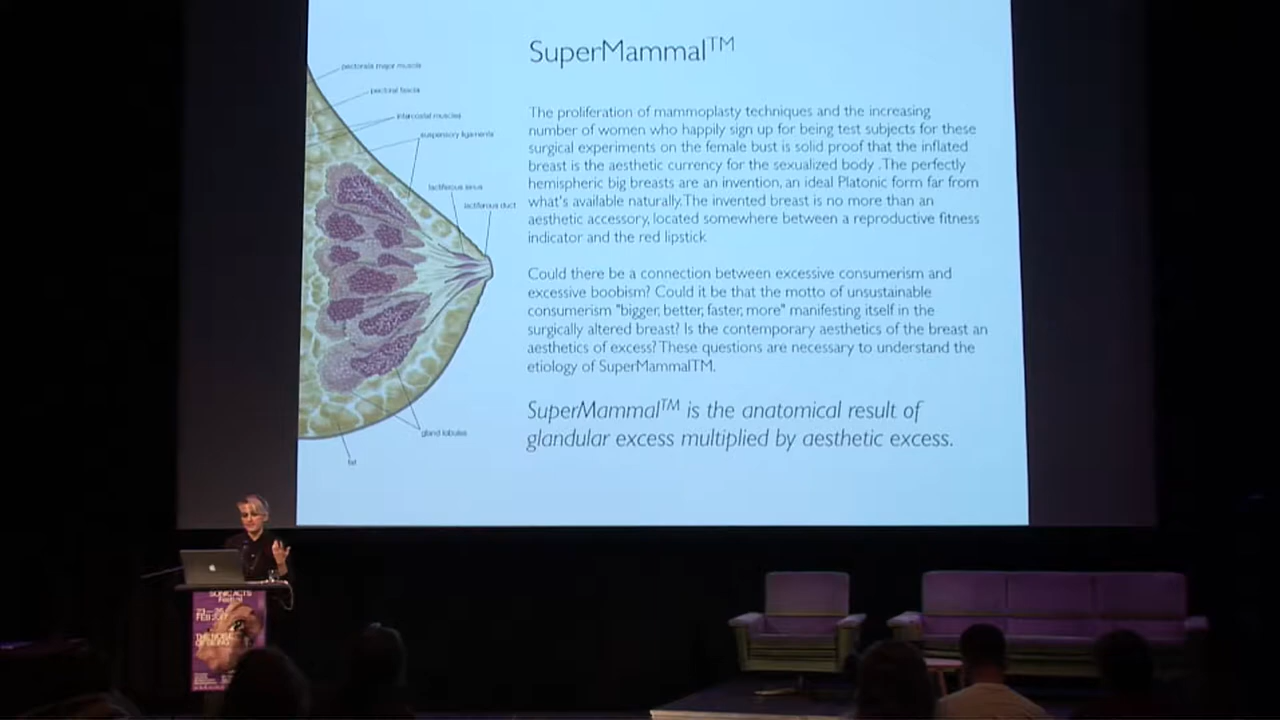 SuperMammal™
pectoralis major muscle
pectoral fascia
intercostal muscles
suspensory ligaments
lactiferous sinus
lactiferous duct
gland lobules
fat
The proliferation of mammoplasty techniques and the increasing
number of women who happily sign up for being test subjects for these
surgical experiments on the female bust is solid proof that the inflated
breast is the aesthetic currency for the sexualized body .The perfectly
hemispheric big breasts are an invention, an ideal Platonic form far from
what's available naturally. The invented breast is no more than an
aesthetic accessory, located somewhere between a reproductive fitness
indicator and the red lipstick
Could there be a connection between excessive consumerism and
excessive boobism? Could it be that the motto of unsustainable
consumerism "bigger, better, faster, more" manifesting itself in the
surgically altered breast? Is the contemporary aesthetics of the breast an
aesthetics of excess? These questions are necessary to understand the
etiology of SuperMammalTM.
SuperMammal™ is the anatomical result of
glandular excess multiplied by aesthetic excess.
SONIC ACTS
Festival
THE NOISE
OF BEING